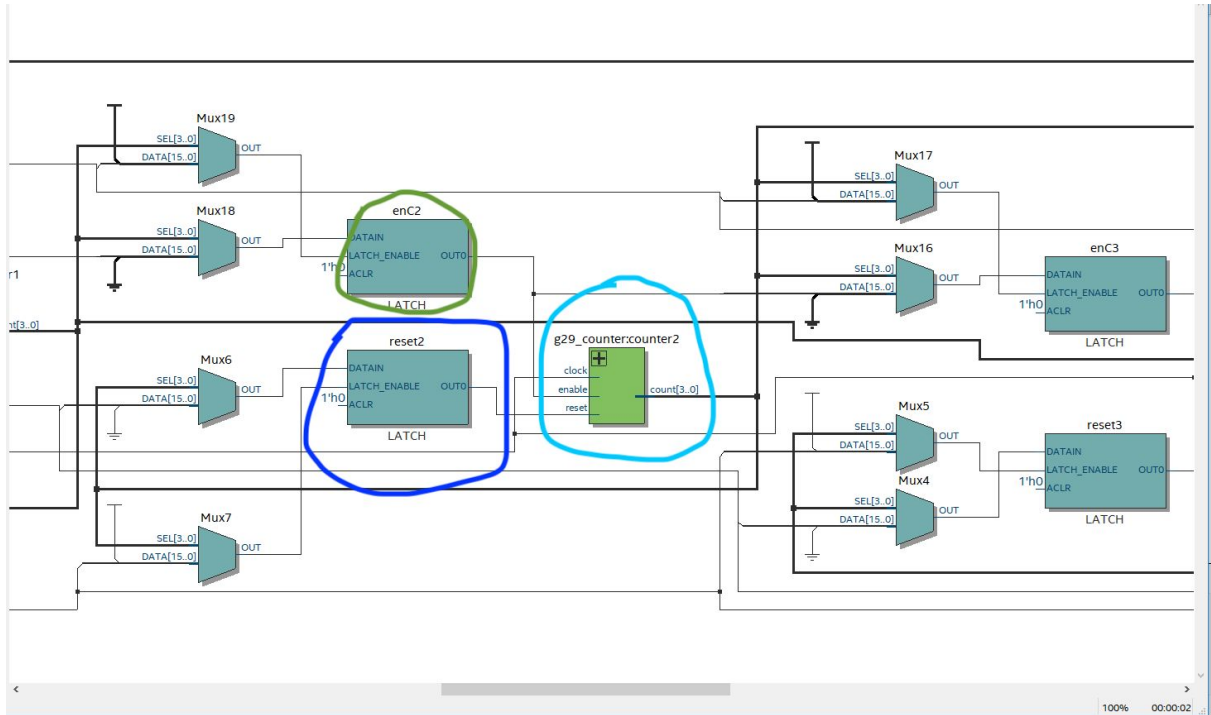 Mux19
SEL[3..0]
OUT
DATA[15..0]
Mux17
SEL[3..0]
OUT
DATA[15..0]
Mux18
SEL[3..0]
OUT
DATA[15..0]
enC2
DATAIN
LATCH_ENABLE OUT0
1'h0
ACLR
LATCH
Mux16
SEL[3..0]
OUT
DATA[15..0]
enC3
DATAIN
LATCH_ENABLE OUT0
1'h0
ACLR
LATCH
r1
nt[3..0]
Mux6
SEL[3..0]
OUT
DATA[15..0]
reset2
DATAIN
LATCH_ENABLE OUT0
1'h0
ACLR
LATCH
g29_counter:counter2
clock
enable
count[3..0]
reset
Mux5
SEL[3..0]
OUT
DATA[15..0]
reset3
DATAIN
LATCH_ENABLE OUT0
1'h0
ACLR
LATCH
Mux4
SEL[3..0]
OUT
DATA[15..0]
Mux7
SEL[3..0]
OUT
DATA[15..0]
100% 00:00:02